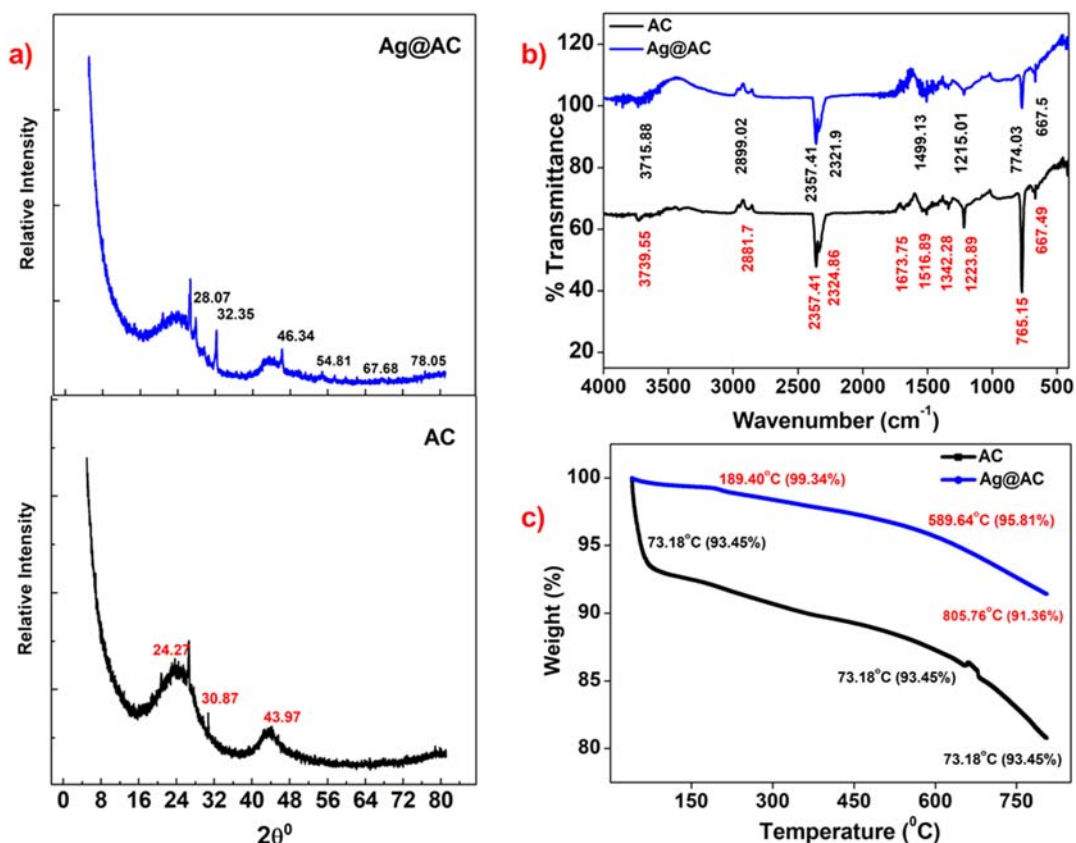 a)
Ag@AC
Relative Intensity
28.07
32.35
46.34
54.81
67.68
78.05
AC
Relative Intensity
24.27
30.87
43.97
0 8 16 24 32 40 48 56 64 72 80
2θ⁰
b)
AC
Ag@AC
% Transmittance
120
100
80
60
40
20
3715.88
2899.02
2357.41
2321.9
1499.13
1215.01
774.03
667.5
3739.55
2881.7
2357.41
2324.86
1673.75
1516.89
1342.28
1223.89
765.15
667.49
4000 3500 3000 2500 2000 1500 1000 500
Wavenumber (cm⁻¹)
c)
AC
Ag@AC
Weight (%)
100
95
90
85
80
189.40°C (99.34%)
589.64°C (95.81%)
73.18°C (93.45%)
805.76°C (91.36%)
73.18°C (93.45%)
73.18°C (93.45%)
150 300 450 600 750
Temperature (⁰C)